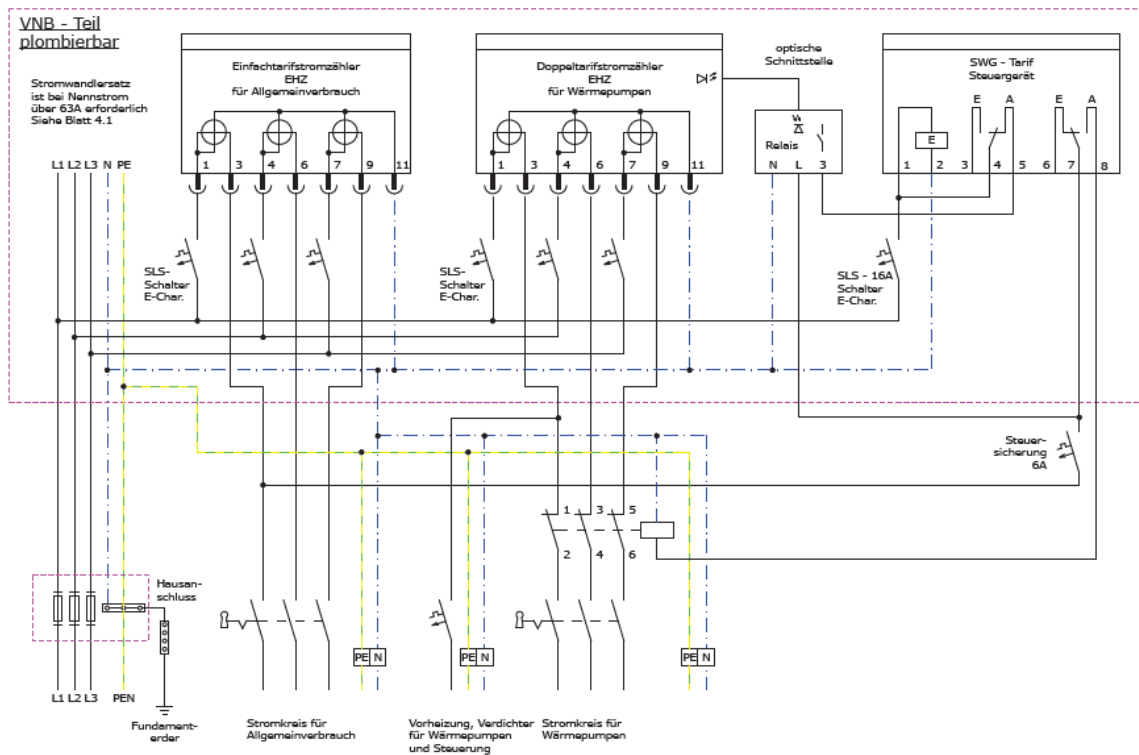 VNB - Teil
plombierbar
Stromwandlersatz
ist bei Nennstrom
über 63A erforderlich
Siehe Blatt 4.1
L1 L2 L3 N PE
Einfachtarifstromzähler
EHZ
für Allgemeinverbrauch
1 3 4 6 7 9 11
Doppeltarifstromzähler
EHZ
für Wärmepumpen
1 3 4 6 7 9 11
optische
Schnittstelle
Relais
N L 3
SWG - Tarif
Steuergerät
E A E A
E
1 2 3 4 5 6 7 8
SLS-
Schalter
E-Char.
SLS-
Schalter
E-Char.
SLS - 16A
Schalter
E-Char.
Steuer-
sicherung
6A
1 3 5
2 4 6
Hausan-
schluss
PE N
PE N
PE N
L1 L2 L3 PEN
Fundament-
erder
Stromkreis für
Allgemeinverbrauch
Vorheizung, Verdichter
für Wärmepumpen
und Steuerung
Stromkreis für
Wärmepumpen